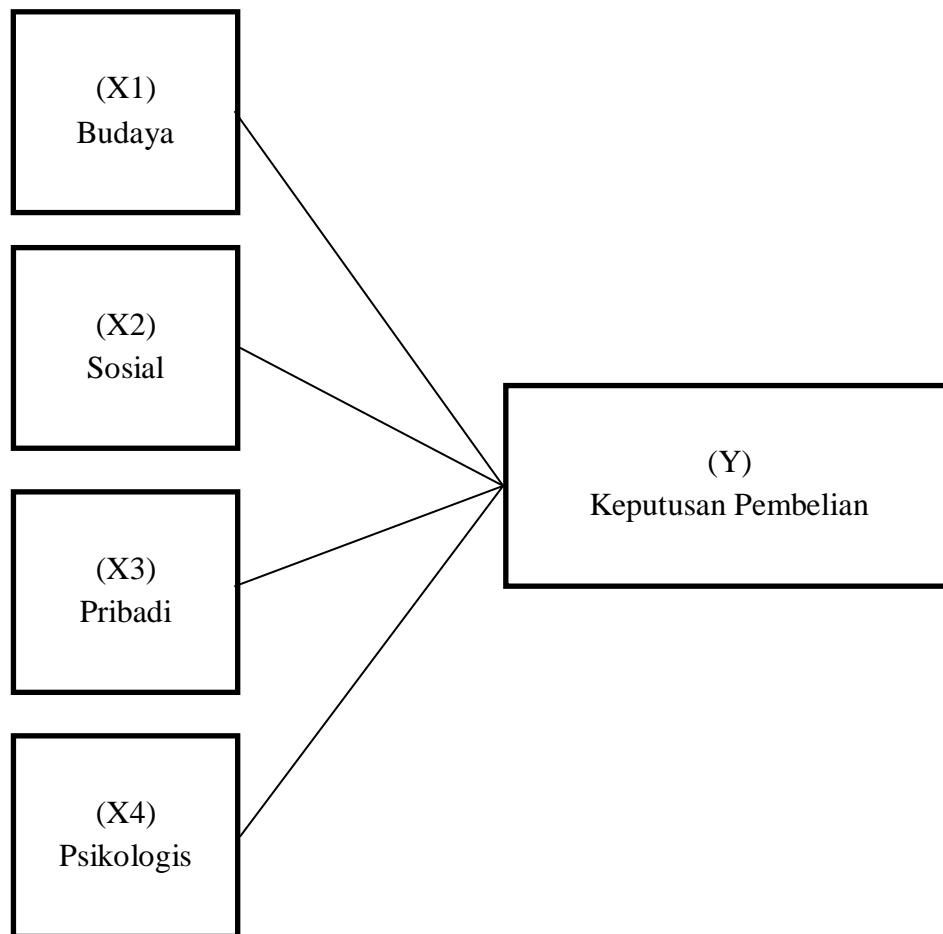 (X1)
Budaya
(X2)
Sosial
(Y)
Keputusan Pembelian
(X3)
Pribadi
(X4)
Psikologis